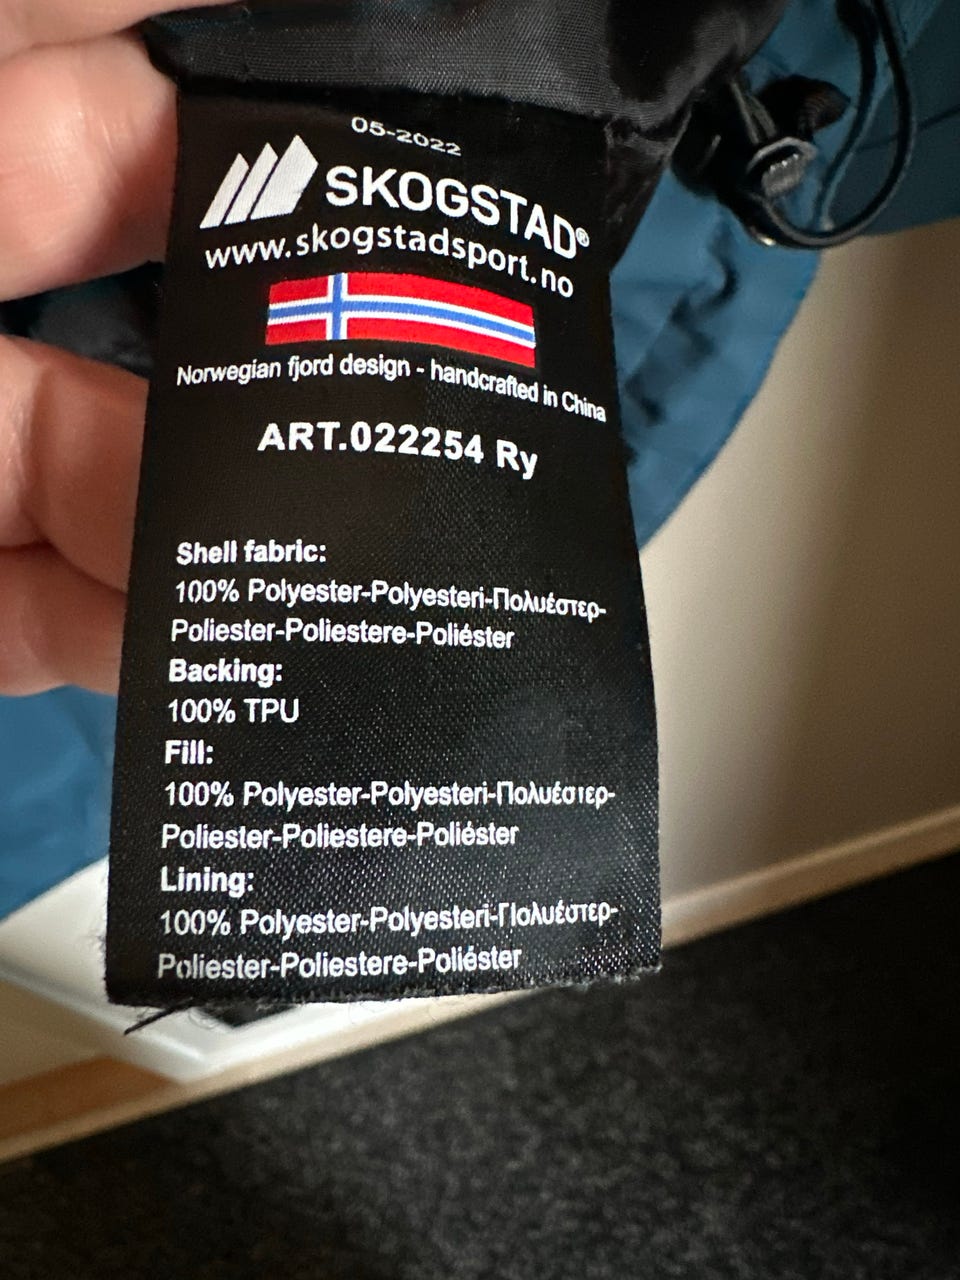 05-2022
SKOGSTAD®
www.skogstadsport.no
Norwegian fjord design - handcrafted in China
ART.022254 Ry
Shell fabric:
100% Polyester-Polyesteri-Πολυέστερ-
Poliester-Poliestere-Poliéster
Backing:
100% TPU
Fill:
100% Polyester-Polyesteri-Πολυέστερ-
Poliester-Poliestere-Poliéster
Lining:
100% Polyester-Polyesteri-Πολυέστερ-
Poliester-Poliestere-Poliéster